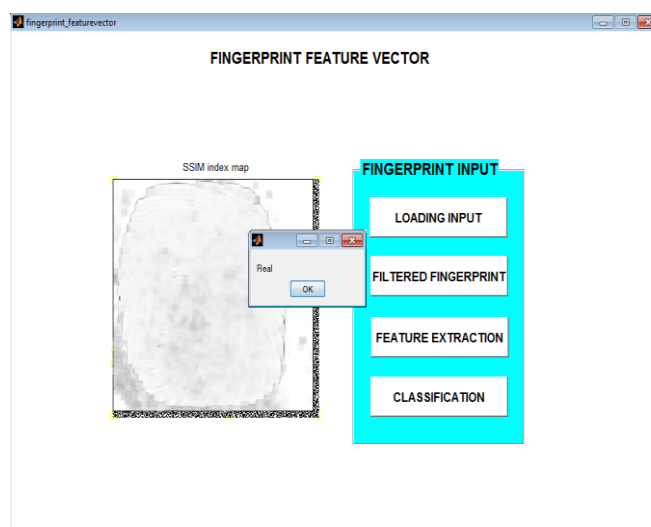 fingerprint_featurevector
FINGERPRINT FEATURE VECTOR
SSIM index map
FINGERPRINT INPUT
LOADING INPUT
Real
OK
FILTERED FINGERPRINT
FEATURE EXTRACTION
CLASSIFICATION